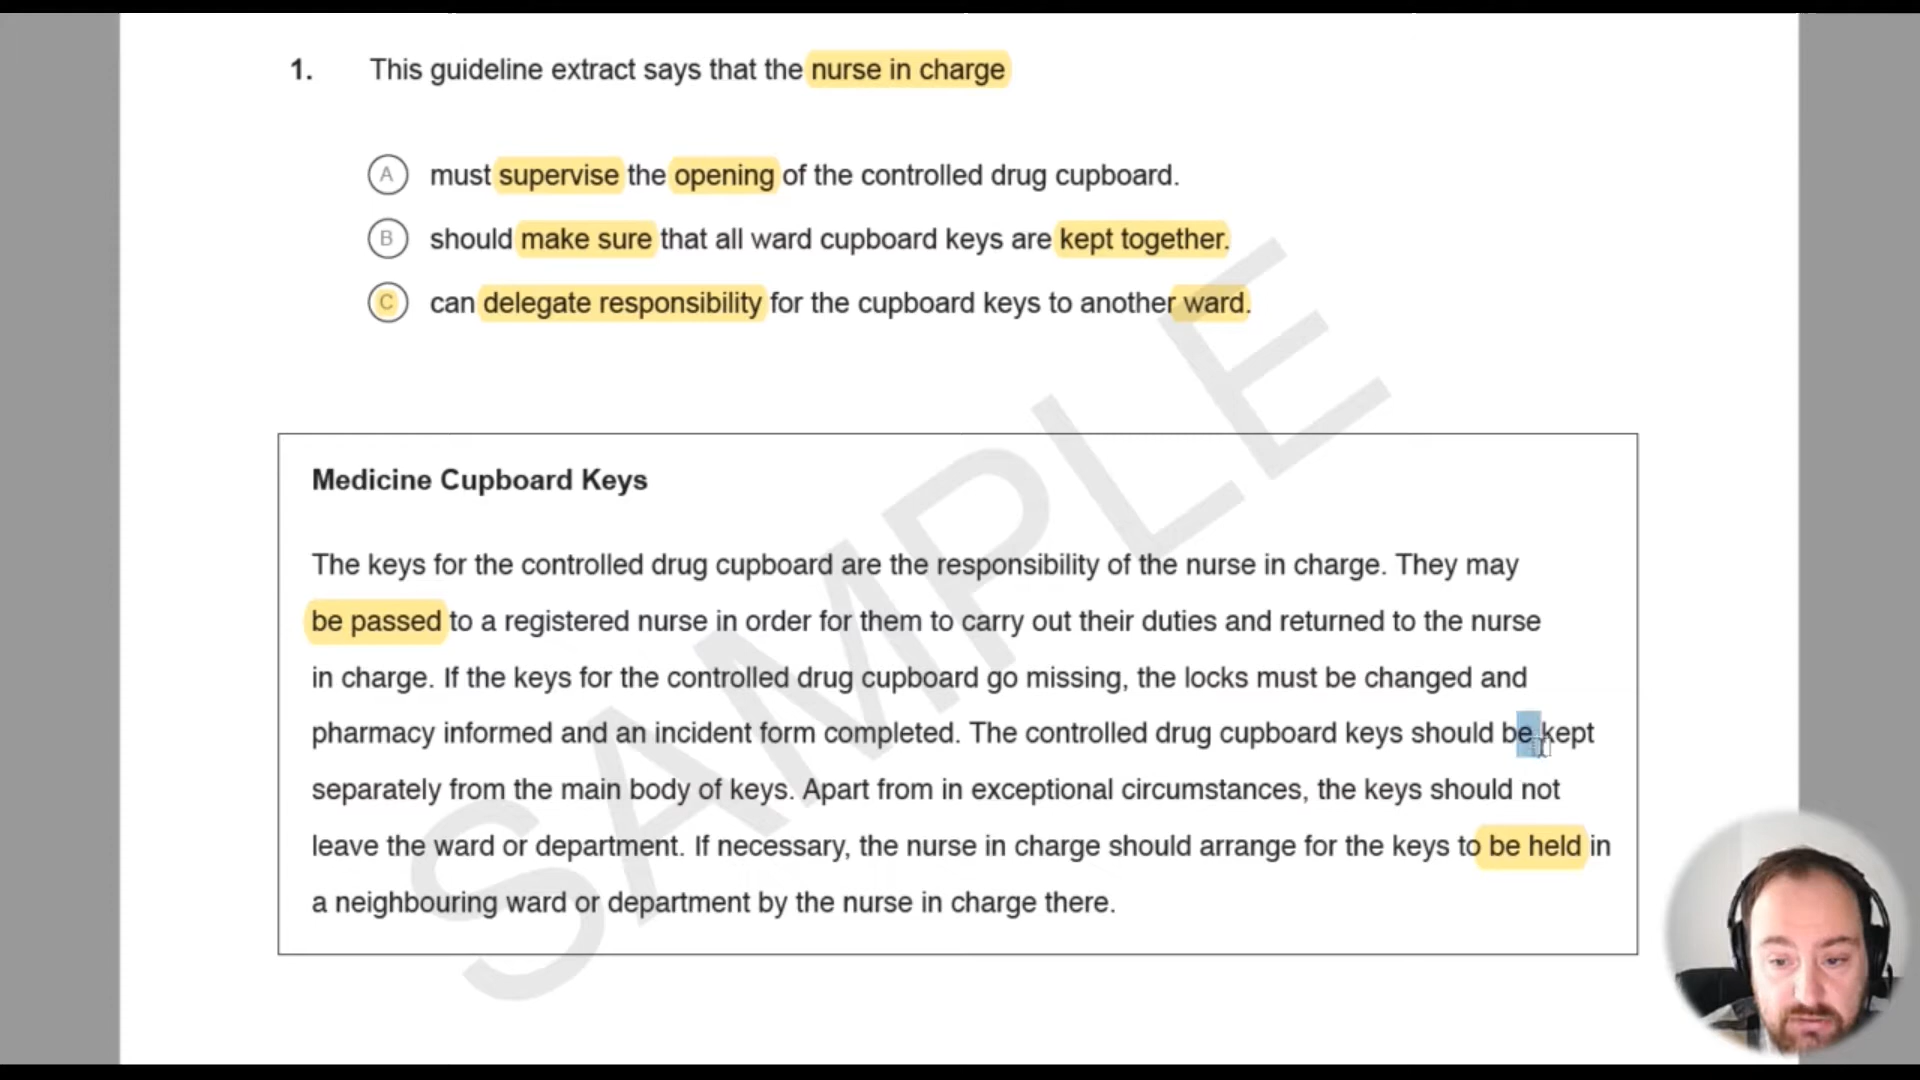 1. This guideline extract says that the nurse in charge
A must supervise the opening of the controlled drug cupboard.
B should make sure that all ward cupboard keys are kept together.
C can delegate responsibility for the cupboard keys to another ward.
Medicine Cupboard Keys
The keys for the controlled drug cupboard are the responsibility of the nurse in charge. They may
be passed to a registered nurse in order for them to carry out their duties and returned to the nurse
in charge. If the keys for the controlled drug cupboard go missing, the locks must be changed and
pharmacy informed and an incident form completed. The controlled drug cupboard keys should be kept
separately from the main body of keys. Apart from in exceptional circumstances, the keys should not
leave the ward or department. If necessary, the nurse in charge should arrange for the keys to be held in
a neighbouring ward or department by the nurse in charge there.
SAMPLE